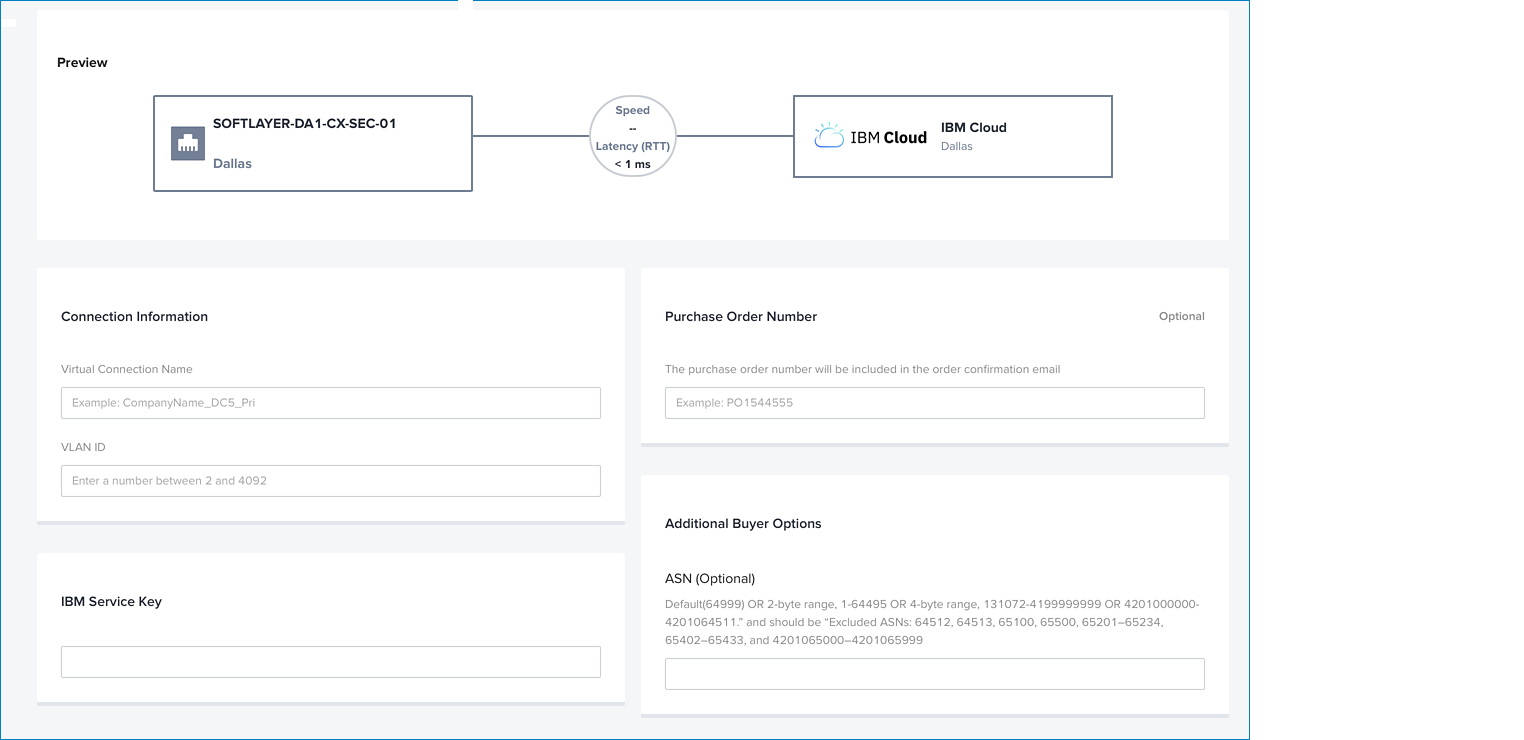 Preview
SOFTLAYER-DA1-CX-SEC-01
Dallas
Speed
--
Latency (RTT)
< 1 ms
IBM Cloud
IBM Cloud
Dallas
Connection Information
Virtual Connection Name
Example: CompanyName_DC5_Pri
VLAN ID
Enter a number between 2 and 4092
IBM Service Key
Purchase Order Number
Optional
The purchase order number will be included in the order confirmation email
Example: PO1544555
Additional Buyer Options
ASN (Optional)
Default(64999) OR 2-byte range, 1-64495 OR 4-byte range, 131072-4199999999 OR 4201000000-
4201064511.” and should be “Excluded ASNs: 64512, 64513, 65100, 65500, 65201–65234,
65402–65433, and 4201065000–4201065999